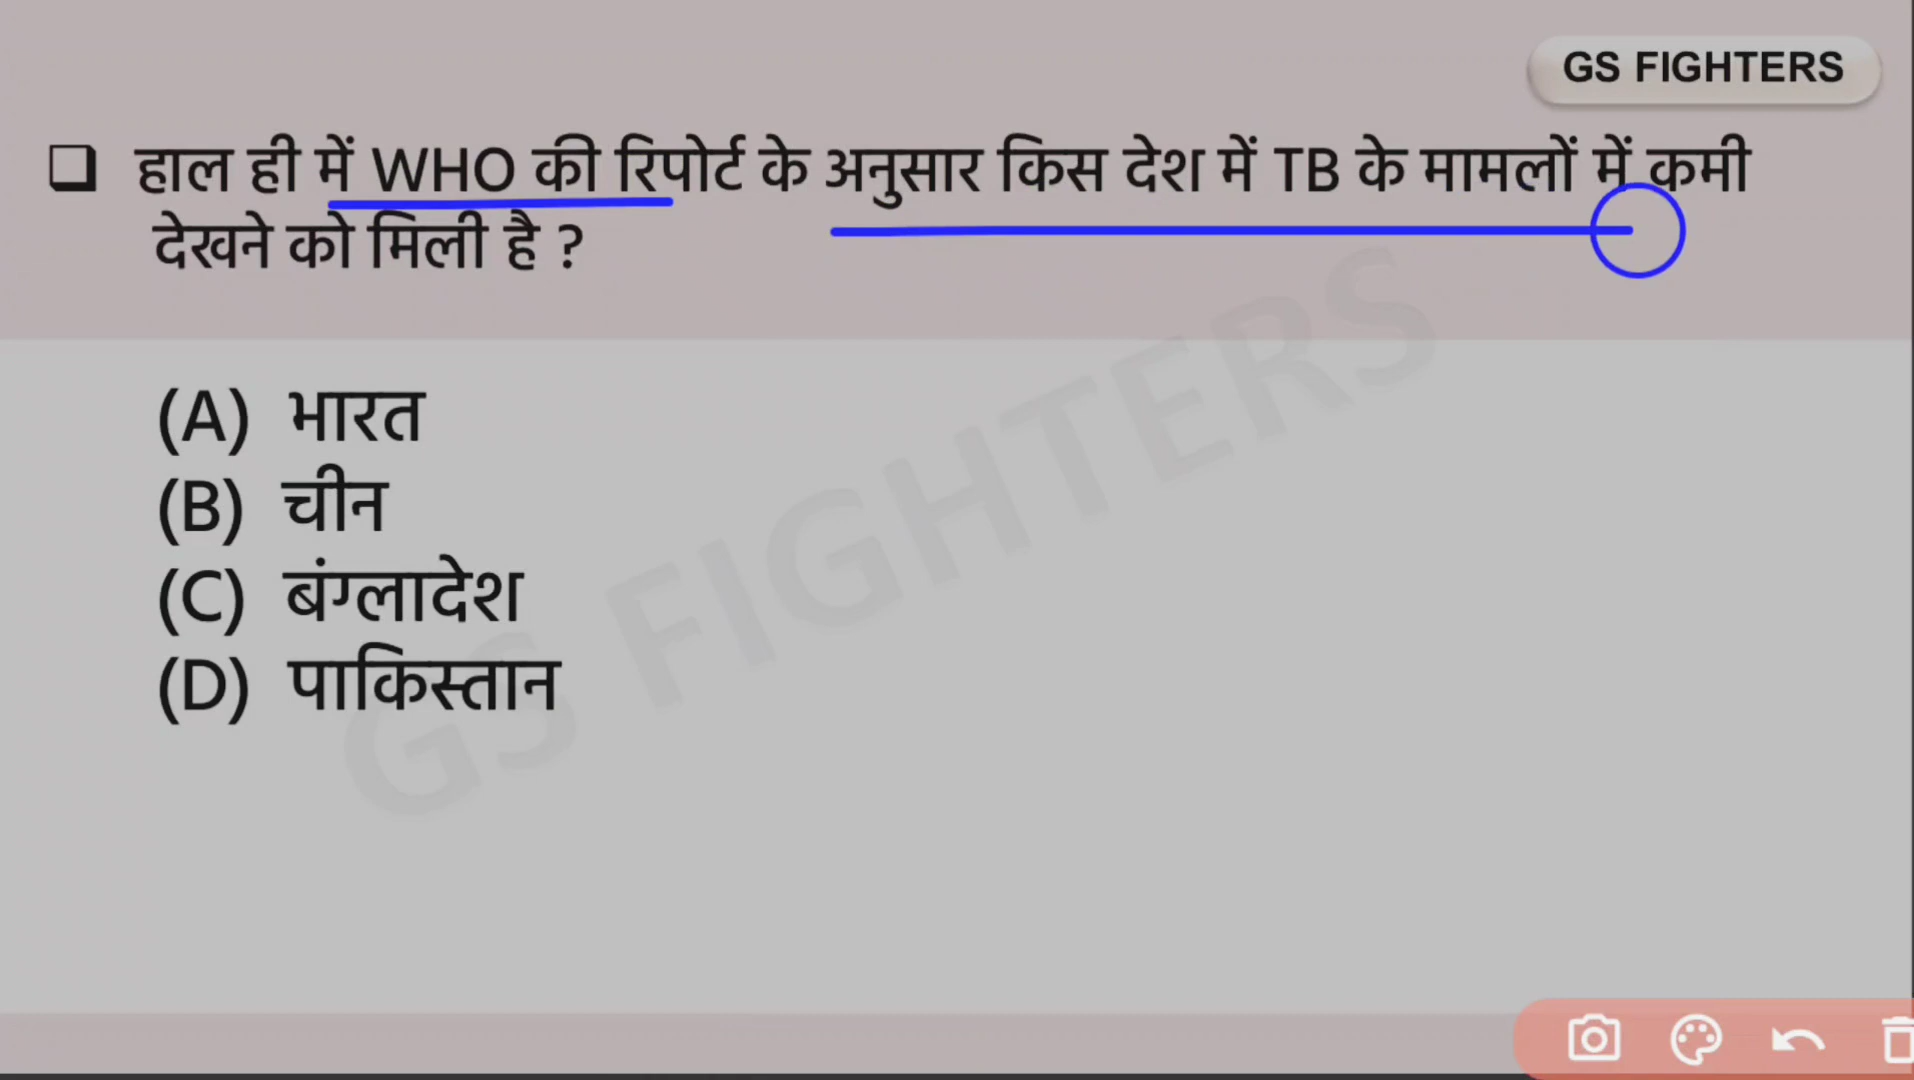 GS FIGHTERS
❑ हाल ही में WHO की रिपोर्ट के अनुसार किस देश में TB के मामलों में कमी
देखने को मिली है ?
(A) भारत
(B) चीन
(C) बंग्लादेश
(D) पाकिस्तान
GS FIGHTERS